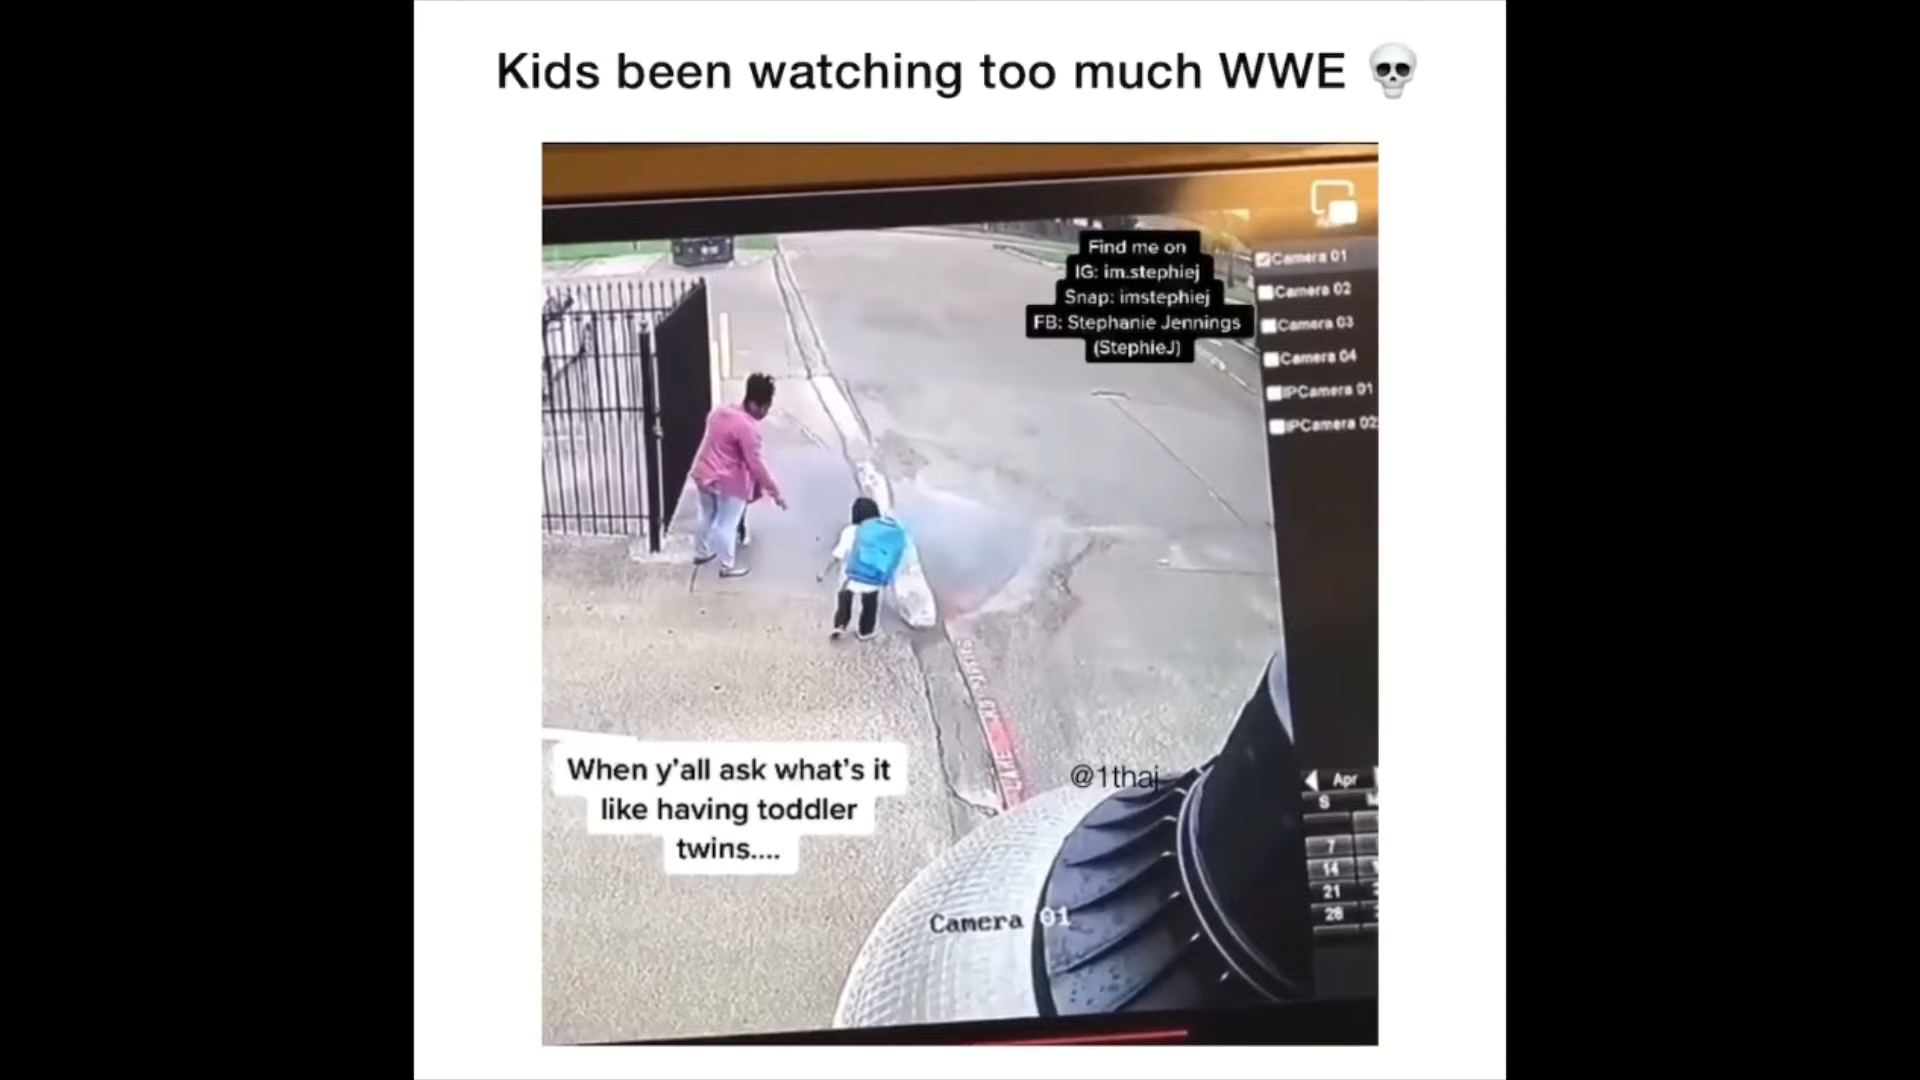 Kids been watching too much WWE 💀
Find me on
IG: im.stephiej
Snap: imstephiej
FB: Stephanie Jennings
(StephieJ)
Camera 01
Camera 02
Camera 03
Camera 04
IPCamera 01
IPCamera 02
When y'all ask what's it
like having toddler
twins....
@1thaj
Apr
S
7
14
21
28
Camera 01